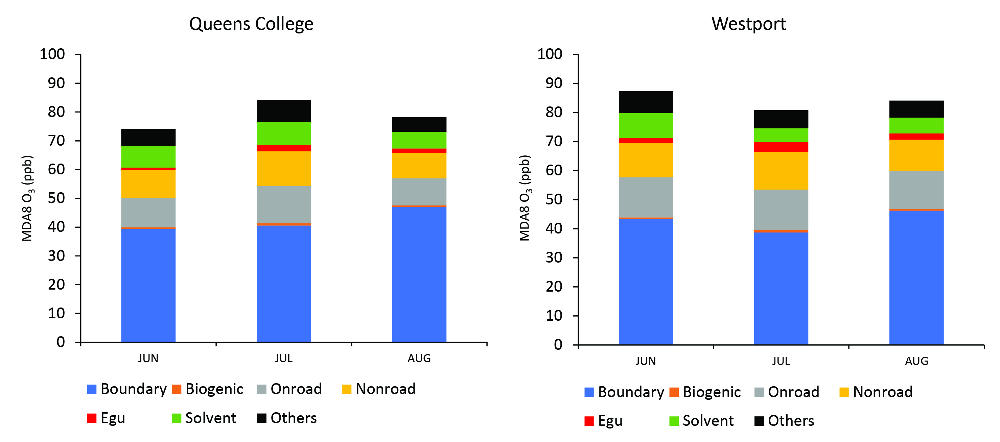 Queens College
100
90
80
70
60
50
40
30
20
10
0
MDA8 O3 (ppb)
JUN JUL AUG
Boundary Biogenic Onroad Nonroad
Egu Solvent Others
Westport
100
90
80
70
60
50
40
30
20
10
0
MDA8 O3 (ppb)
JUN JUL AUG
Boundary Biogenic Onroad Nonroad
Egu Solvent Others